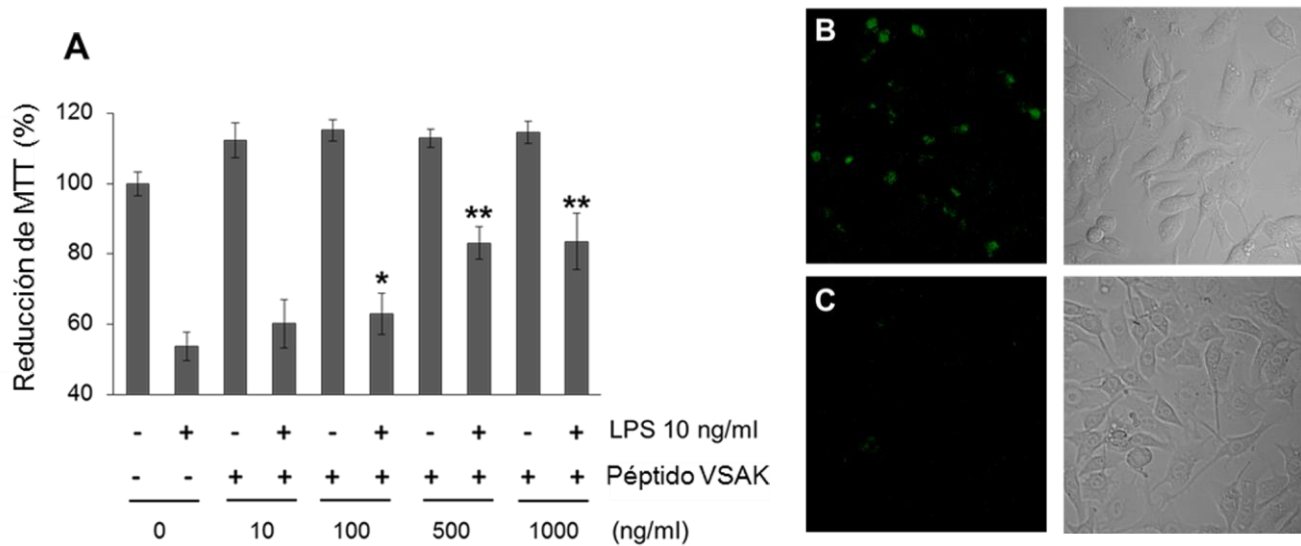 A
Reducción de MTT (%)
120
100
80
60
40
*
**
**
- + - + - + - + - + LPS 10 ng/ml
- - + + + + + + + + Péptido VSAK
0 10 100 500 1000 (ng/ml)
B
C